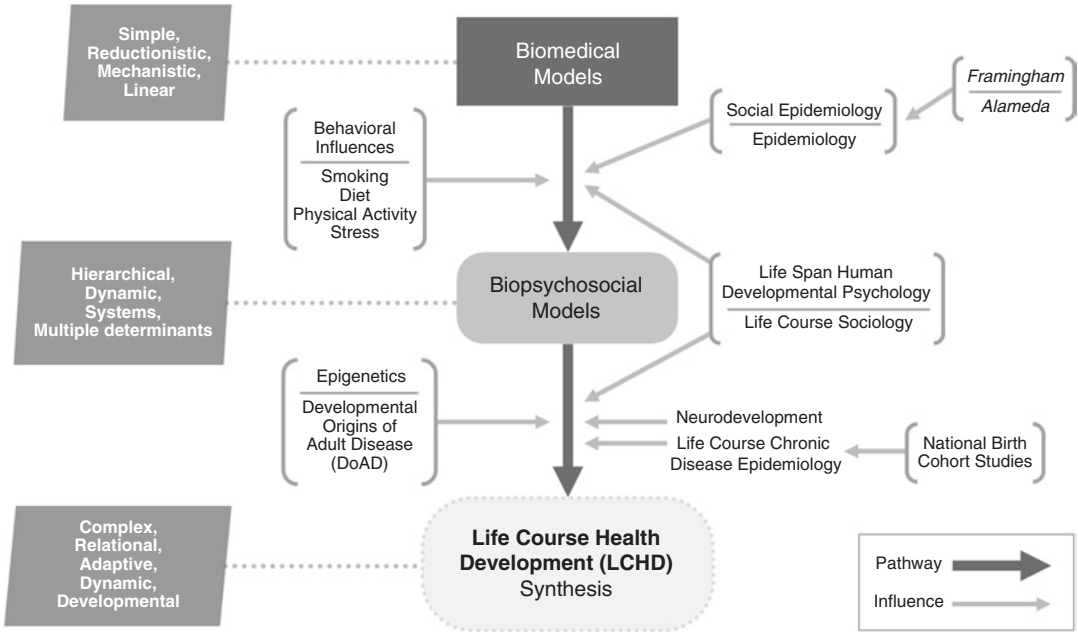 Simple,
Reductionistic,
Mechanistic,
Linear
Biomedical
Models
Framingham
Alameda
Social Epidemiology
Epidemiology
Behavioral
Influences
Smoking
Diet
Physical Activity
Stress
Hierarchical,
Dynamic,
Systems,
Multiple determinants
Biopsychosocial
Models
Life Span Human
Developmental Psychology
Life Course Sociology
Epigenetics
Developmental
Origins of
Adult Disease
(DoAD)
Neurodevelopment
Life Course Chronic
Disease Epidemiology
National Birth
Cohort Studies
Complex,
Relational,
Adaptive,
Dynamic,
Developmental
Life Course Health
Development (LCHD)
Synthesis
Pathway
Influence